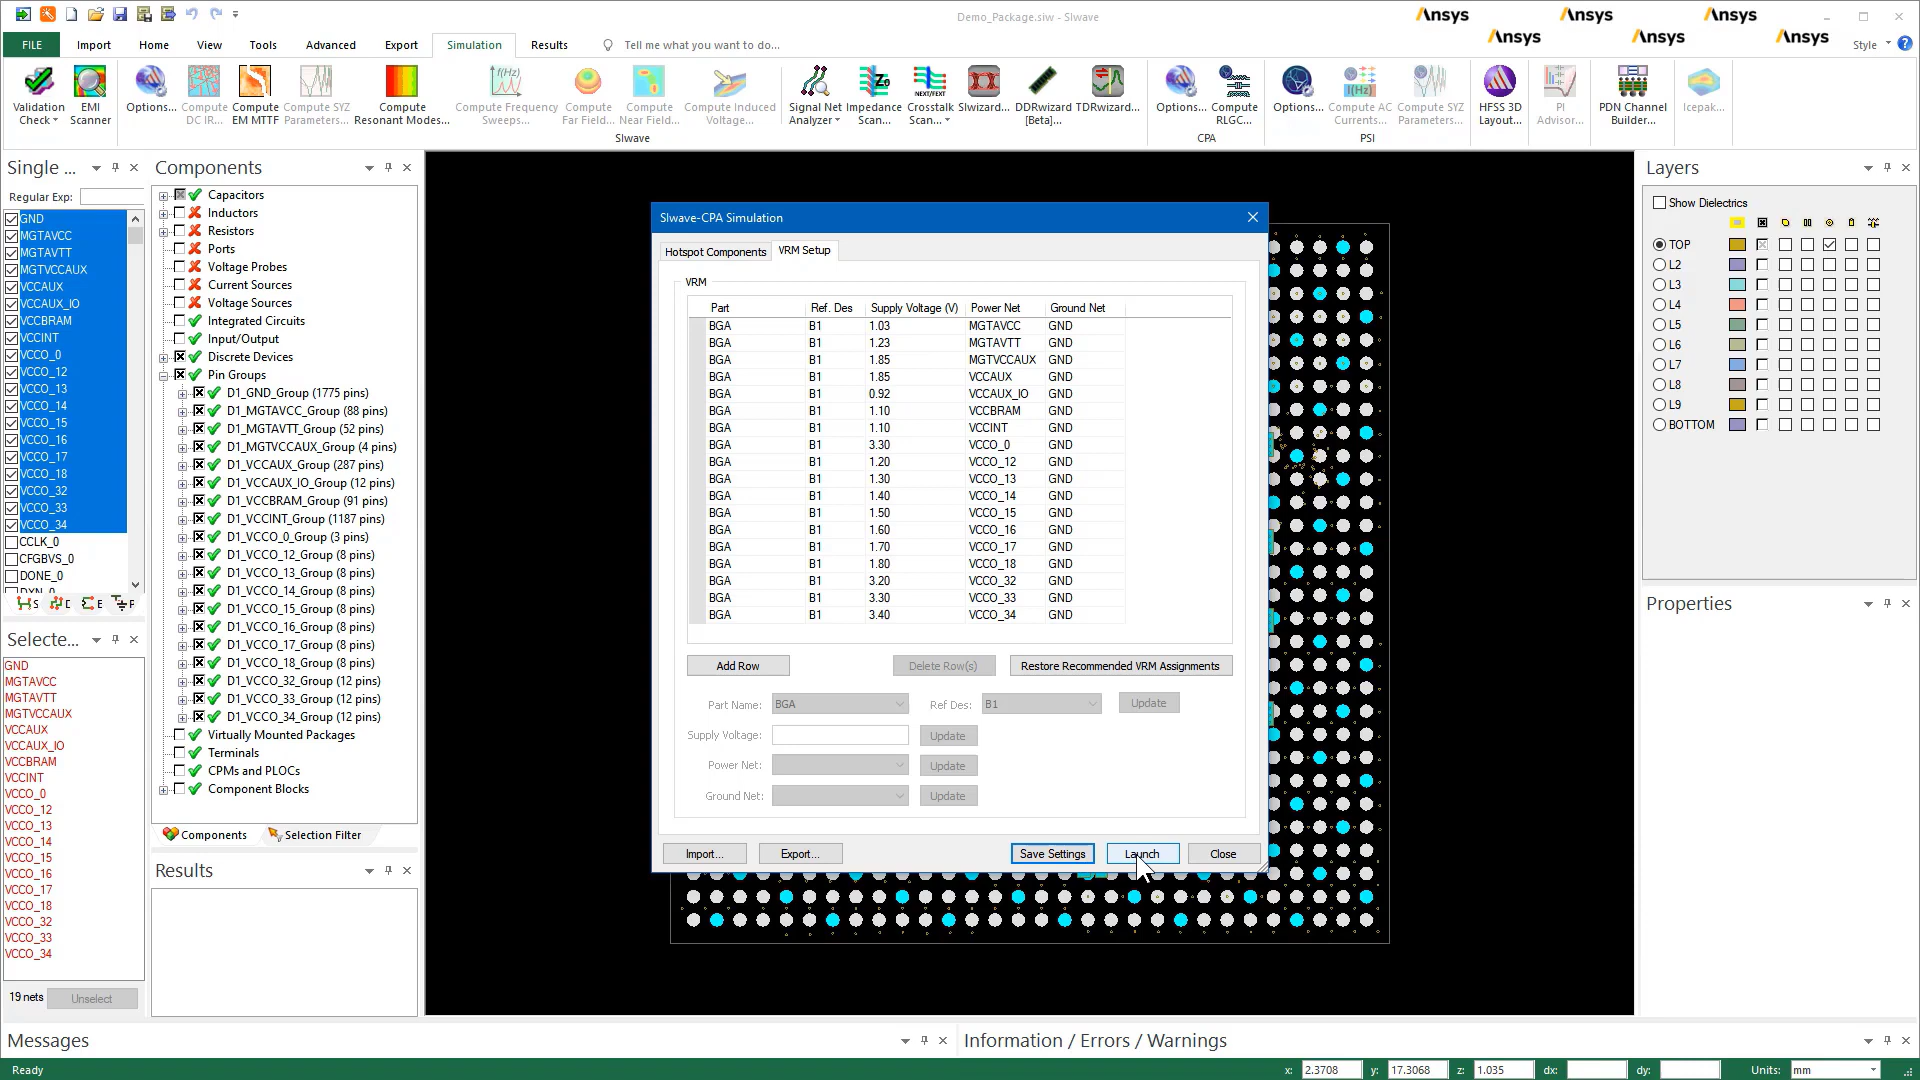 Demo_Package.siw - SIwave
Ansys Ansys Ansys
Ansys Ansys Ansys
FILE Import Home View Tools Advanced Export Simulation Results Tell me what you want to do... Style
Validation Check
EMI Scanner
Options...
Compute DC IR...
Compute EM MTTF
Compute SYZ Parameters...
Compute Resonant Modes...
Compute Frequency Sweeps...
Compute Far Field...
Compute Near Field...
Compute Induced Voltage...
Signal Net Analyzer
Impedance Scan...
Crosstalk Scan...
SIwizard...
DDRwizard [Beta]...
TDRwizard...
Options...
Compute RLGC...
Options...
Compute AC Currents...
Compute SYZ Parameters...
HFSS 3D Layout...
PI Advisor...
PDN Channel Builder...
Icepak...
SIwave CPA PSI
Single ...
Regular Exp:
GND
MGTAVCC
MGTAVTT
MGTVCCAUX
VCCAUX
VCCAUX_IO
VCCBRAM
VCCINT
VCCO_0
VCCO_12
VCCO_13
VCCO_14
VCCO_15
VCCO_16
VCCO_17
VCCO_18
VCCO_32
VCCO_33
VCCO_34
CCLK_0
CFGBVS_0
DONE_0
Selecte...
GND
MGTAVCC
MGTAVTT
MGTVCCAUX
VCCAUX
VCCAUX_IO
VCCBRAM
VCCINT
VCCO_0
VCCO_12
VCCO_13
VCCO_14
VCCO_15
VCCO_16
VCCO_17
VCCO_18
VCCO_32
VCCO_33
VCCO_34
19 nets Unselect
Components
Capacitors
Inductors
Resistors
Ports
Voltage Probes
Current Sources
Voltage Sources
Integrated Circuits
Input/Output
Discrete Devices
Pin Groups
D1_GND_Group (1775 pins)
D1_MGTAVCC_Group (88 pins)
D1_MGTAVTT_Group (52 pins)
D1_MGTVCCAUX_Group (4 pins)
D1_VCCAUX_Group (287 pins)
D1_VCCAUX_IO_Group (12 pins)
D1_VCCBRAM_Group (91 pins)
D1_VCCINT_Group (1187 pins)
D1_VCCO_0_Group (3 pins)
D1_VCCO_12_Group (8 pins)
D1_VCCO_13_Group (8 pins)
D1_VCCO_14_Group (8 pins)
D1_VCCO_15_Group (8 pins)
D1_VCCO_16_Group (8 pins)
D1_VCCO_17_Group (8 pins)
D1_VCCO_18_Group (8 pins)
D1_VCCO_32_Group (12 pins)
D1_VCCO_33_Group (12 pins)
D1_VCCO_34_Group (12 pins)
Virtually Mounted Packages
Terminals
CPMs and PLOCs
Component Blocks
Components Selection Filter
Results
SIwave-CPA Simulation
Hotspot Components VRM Setup
VRM
Part Ref. Des Supply Voltage (V) Power Net Ground Net
BGA B1 1.03 MGTAVCC GND
BGA B1 1.23 MGTAVTT GND
BGA B1 1.85 MGTVCCAUX GND
BGA B1 1.85 VCCAUX GND
BGA B1 0.92 VCCAUX_IO GND
BGA B1 1.10 VCCBRAM GND
BGA B1 1.10 VCCINT GND
BGA B1 3.30 VCCO_0 GND
BGA B1 1.20 VCCO_12 GND
BGA B1 1.30 VCCO_13 GND
BGA B1 1.40 VCCO_14 GND
BGA B1 1.50 VCCO_15 GND
BGA B1 1.60 VCCO_16 GND
BGA B1 1.70 VCCO_17 GND
BGA B1 1.80 VCCO_18 GND
BGA B1 3.20 VCCO_32 GND
BGA B1 3.30 VCCO_33 GND
BGA B1 3.40 VCCO_34 GND
Add Row Delete Row(s) Restore Recommended VRM Assignments
Part Name: BGA Ref Des: B1 Update
Supply Voltage: Update
Power Net: Update
Ground Net: Update
Import... Export... Save Settings Launch Close
Layers
Show Dielectrics
TOP
L2
L3
L4
L5
L6
L7
L8
L9
BOTTOM
Properties
Messages Information / Errors / Warnings
Ready x: 2.3708 y: 17.3068 z: 1.035 dx: dy: Units: mm